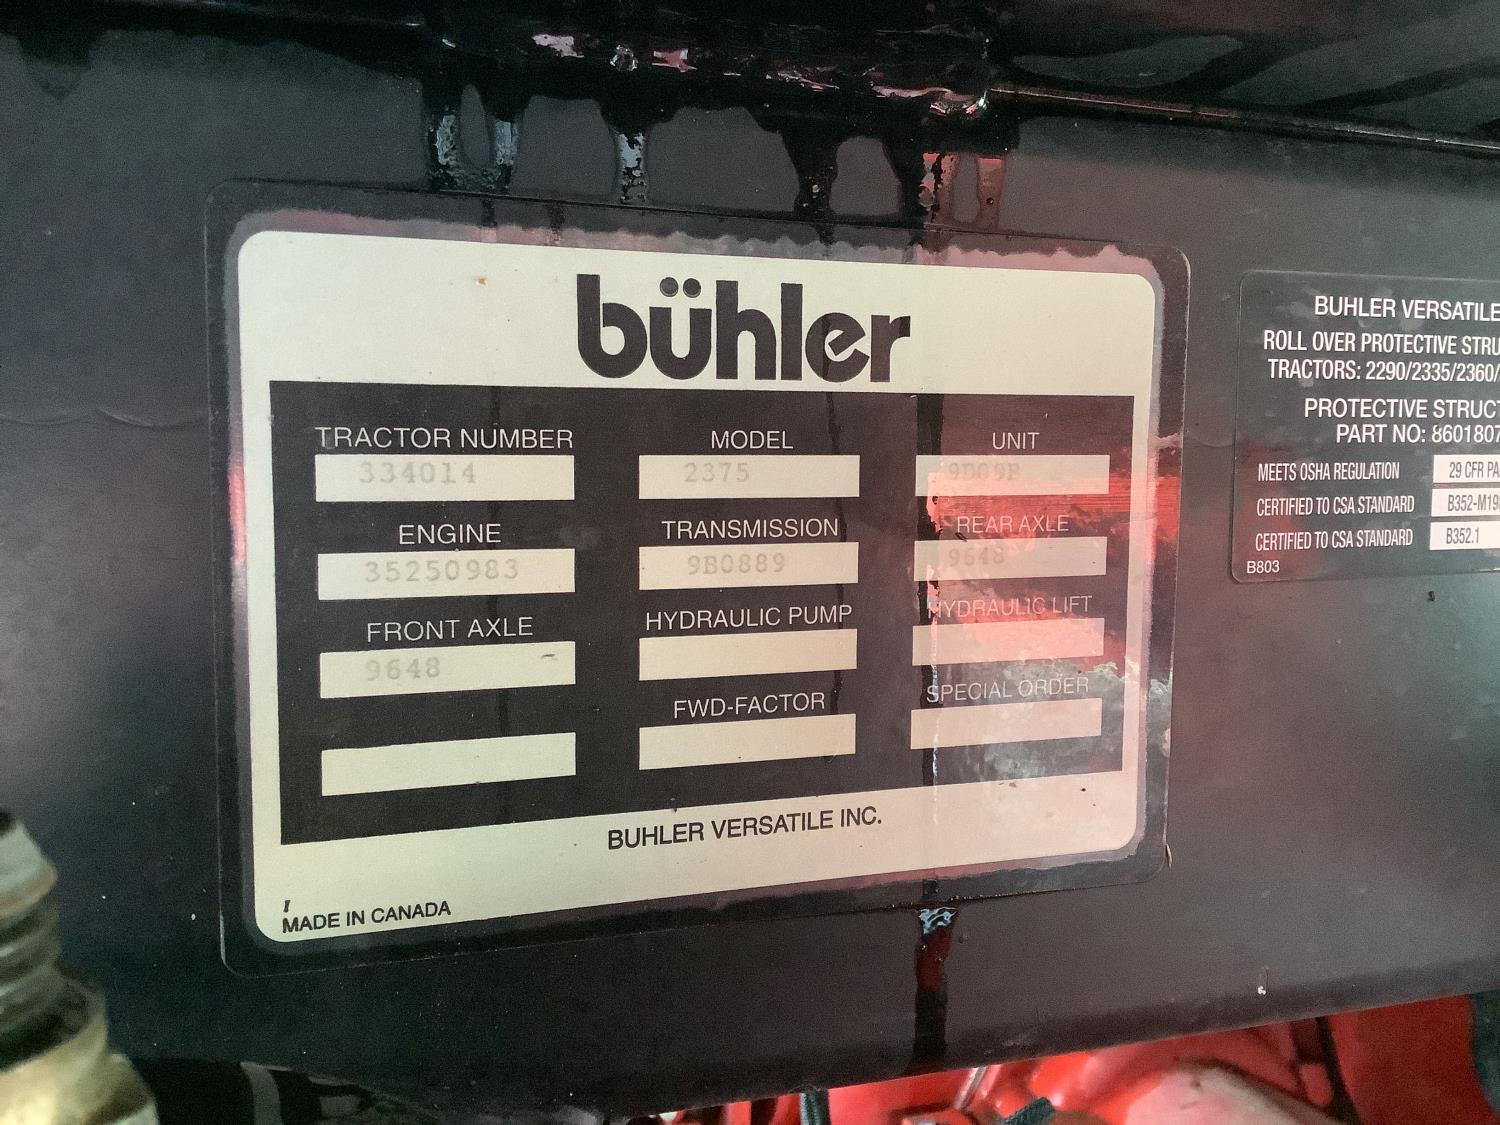 bühler
TRACTOR NUMBER MODEL UNIT
334014 2375
ENGINE TRANSMISSION REAR AXLE
35250983 9B0889 9648
FRONT AXLE HYDRAULIC PUMP HYDRAULIC LIFT
9648
FWD-FACTOR SPECIAL ORDER
BUHLER VERSATILE INC.
I
MADE IN CANADA
BUHLER VERSATILE
ROLL OVER PROTECTIVE STRU
TRACTORS: 2290/2335/2360/
PROTECTIVE STRUCT
PART NO: 8601807
MEETS OSHA REGULATION 29 CFR PA
CERTIFIED TO CSA STANDARD B352-M19
CERTIFIED TO CSA STANDARD B352.1
B803